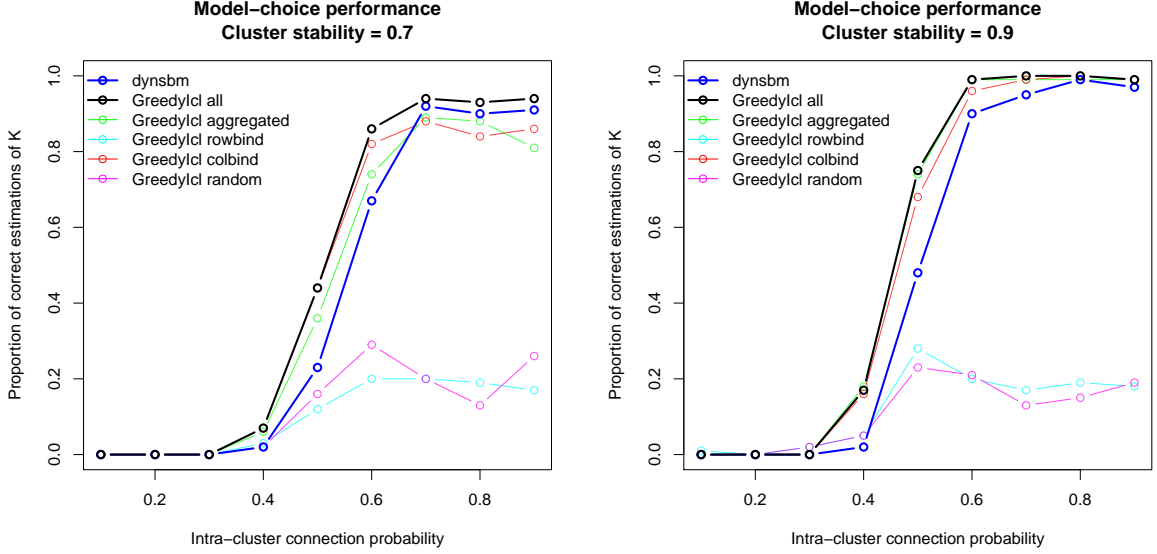 Model−choice performance
Cluster stability = 0.7
1.0
0.8
0.6
0.4
0.2
0.0
Proportion of correct estimations of K
dynsbm
GreedyIcl all
GreedyIcl aggregated
GreedyIcl rowbind
GreedyIcl colbind
GreedyIcl random
0.2
0.4
0.6
0.8
Intra−cluster connection probability
Model−choice performance
Cluster stability = 0.9
1.0
0.8
0.6
0.4
0.2
0.0
Proportion of correct estimations of K
dynsbm
GreedyIcl all
GreedyIcl aggregated
GreedyIcl rowbind
GreedyIcl colbind
GreedyIcl random
0.2
0.4
0.6
0.8
Intra−cluster connection probability